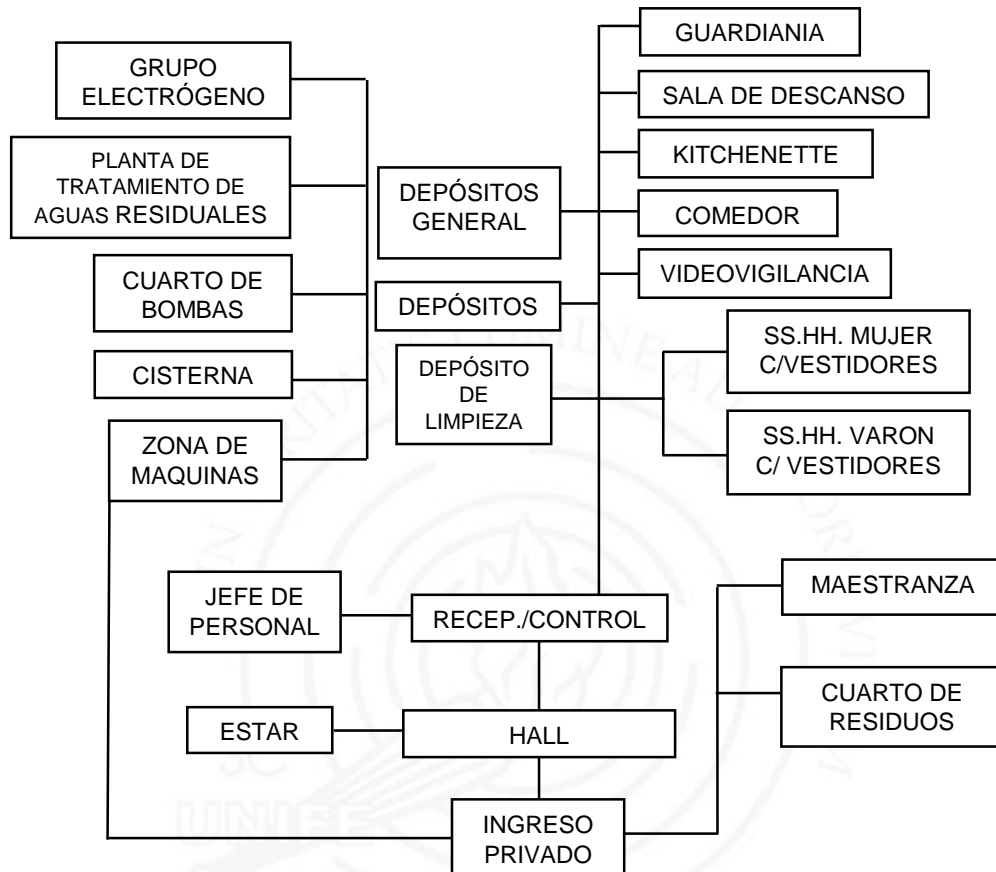 GUARDIANIA
GRUPO
ELECTRÓGENO
SALA DE DESCANSO
PLANTA DE
TRATAMIENTO DE
AGUAS RESIDUALES
KITCHENETTE
DEPÓSITOS
GENERAL
COMEDOR
CUARTO DE
BOMBAS
VIDEOVIGILANCIA
DEPÓSITOS
SS.HH. MUJER
C/VESTIDORES
CISTERNA
DEPÓSITO
DE
LIMPIEZA
ZONA DE
MAQUINAS
SS.HH. VARON
C/ VESTIDORES
JEFE DE
PERSONAL
RECEP./CONTROL
MAESTRANZA
CUARTO DE
RESIDUOS
ESTAR
HALL
INGRESO
PRIVADO
UNIFE